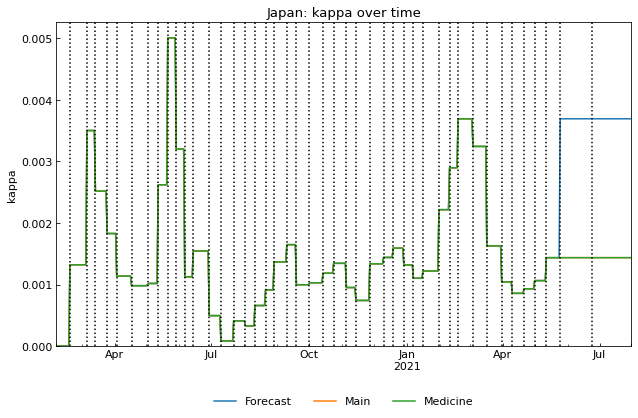 Japan: kappa over time
0.005
0.004
0.003
0.002
0.001
0.000
kappa
Apr
Jul
Oct
Jan
2021
Apr
Jul
Forecast
Main
Medicine